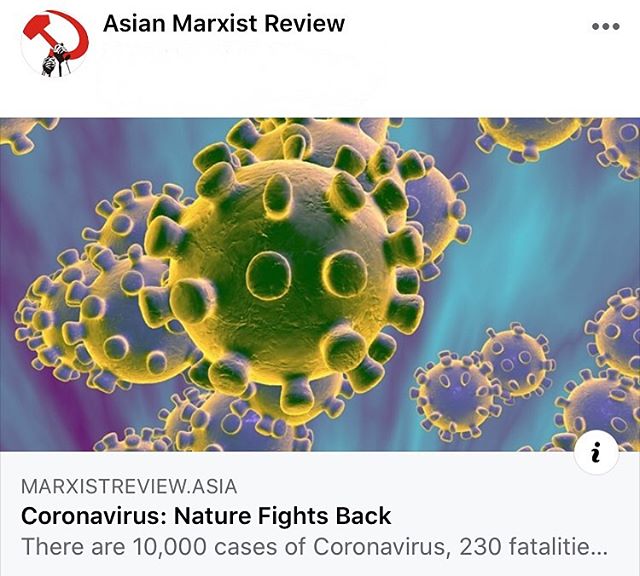 Asian Marxist Review
MARXISTREVIEW.ASIA
Coronavirus: Nature Fights Back
There are 10,000 cases of Coronavirus, 230 fatalitie...